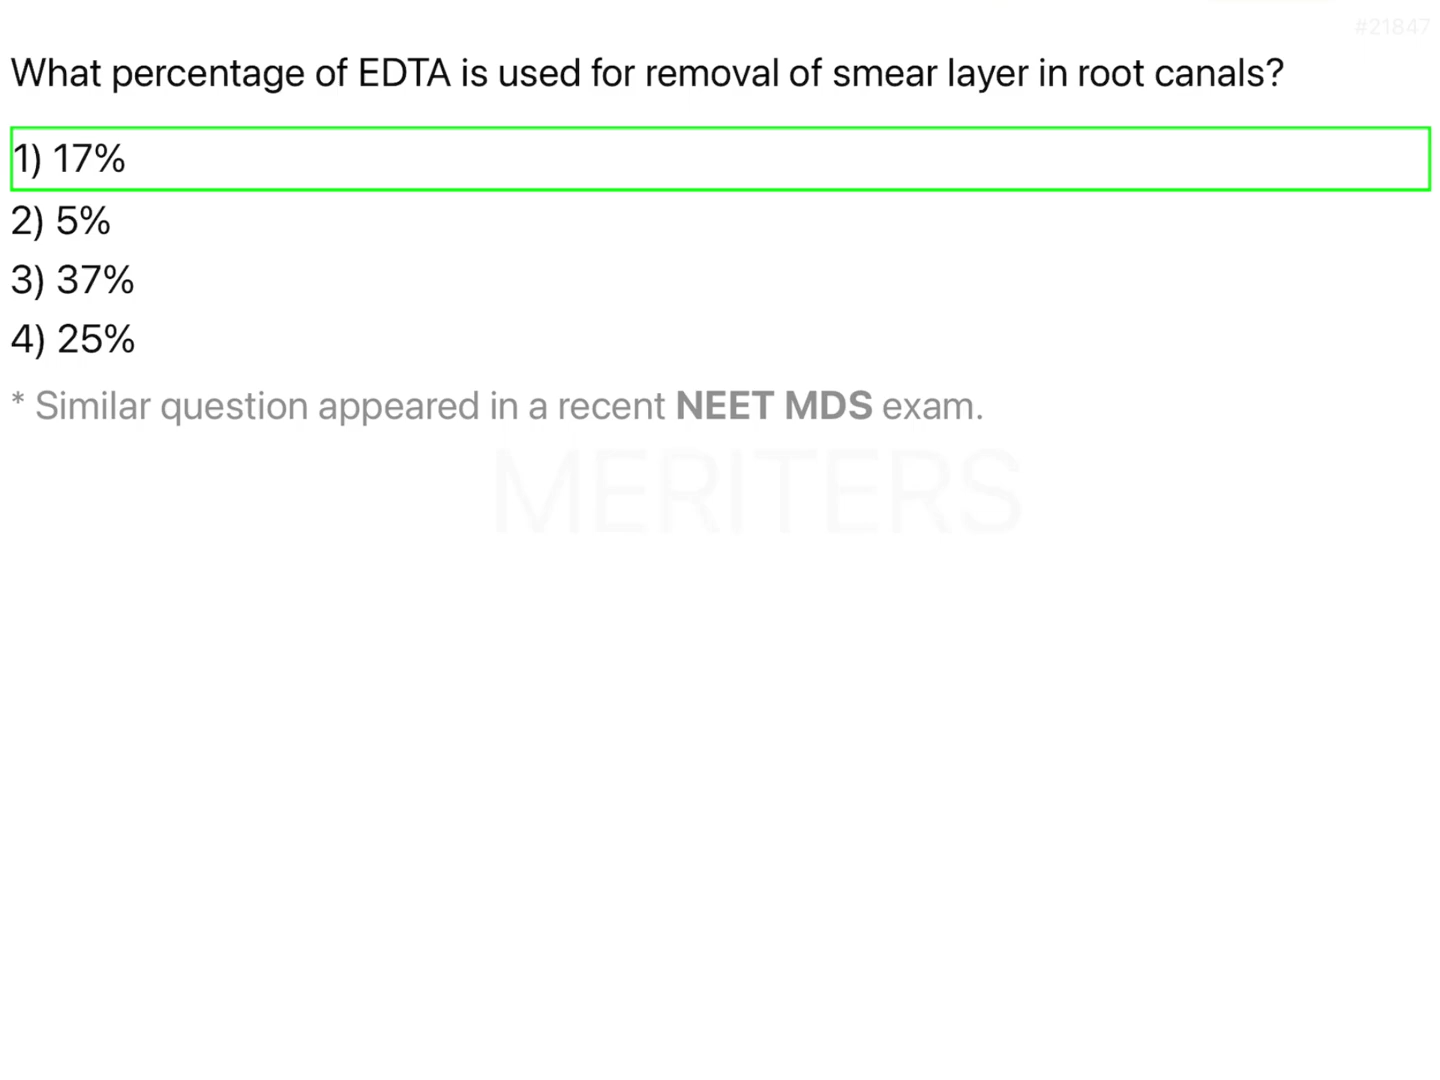 #21847
What percentage of EDTA is used for removal of smear layer in root canals?
1) 17%
2) 5%
3) 37%
4) 25%
* Similar question appeared in a recent NEET MDS exam.
MERITERS